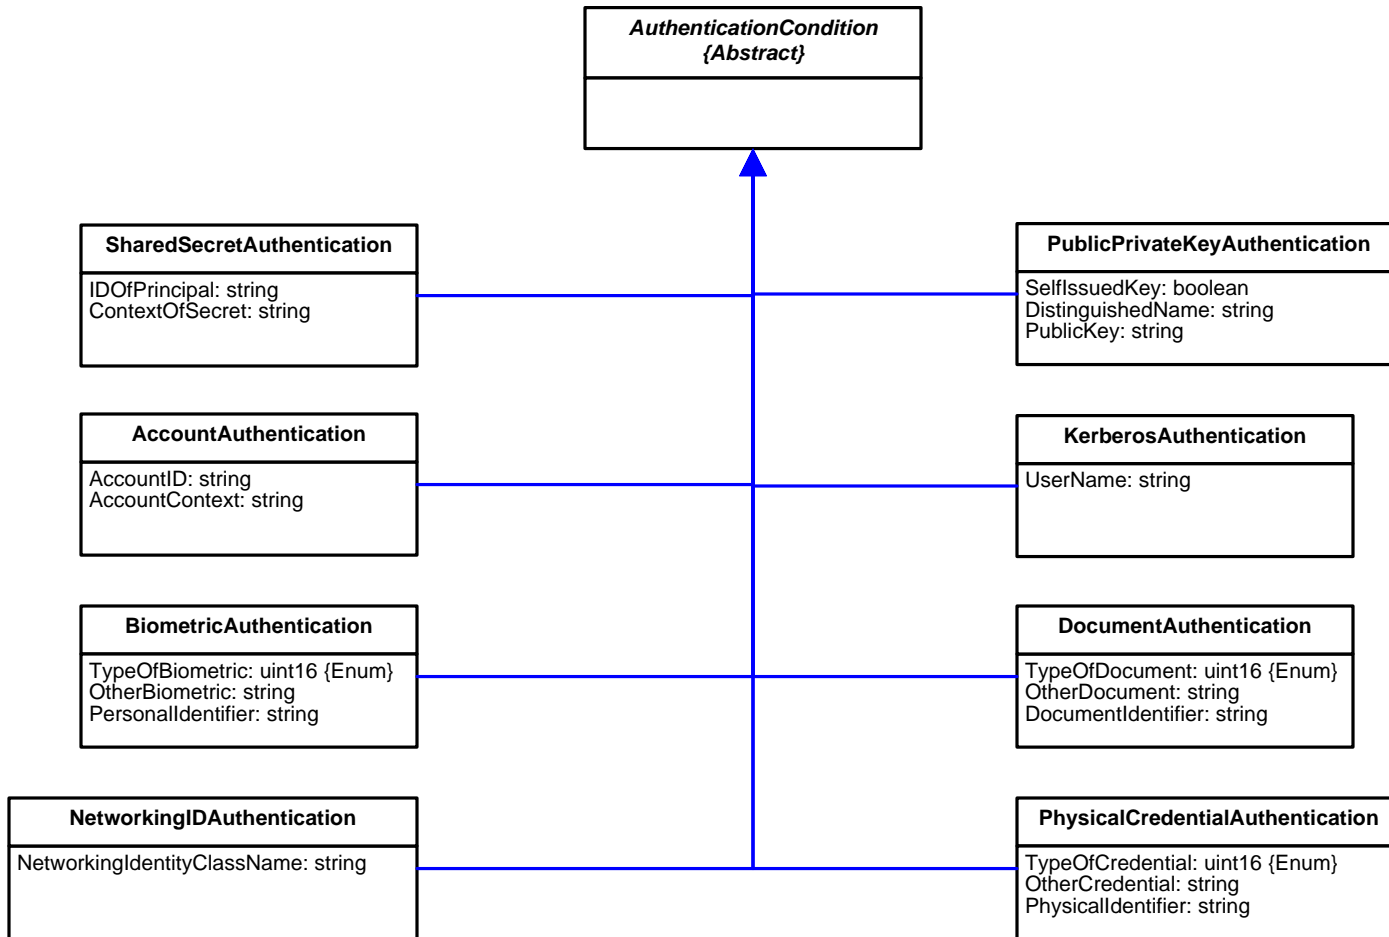 AuthenticationCondition
{Abstract}
SharedSecretAuthentication
IDOfPrincipal: string
ContextOfSecret: string
PublicPrivateKeyAuthentication
SelfIssuedKey: boolean
DistinguishedName: string
PublicKey: string
AccountAuthentication
AccountID: string
AccountContext: string
KerberosAuthentication
UserName: string
BiometricAuthentication
TypeOfBiometric: uint16 {Enum}
OtherBiometric: string
PersonalIdentifier: string
DocumentAuthentication
TypeOfDocument: uint16 {Enum}
OtherDocument: string
DocumentIdentifier: string
NetworkingIDAuthentication
NetworkingIdentityClassName: string
PhysicalCredentialAuthentication
TypeOfCredential: uint16 {Enum}
OtherCredential: string
PhysicalIdentifier: string